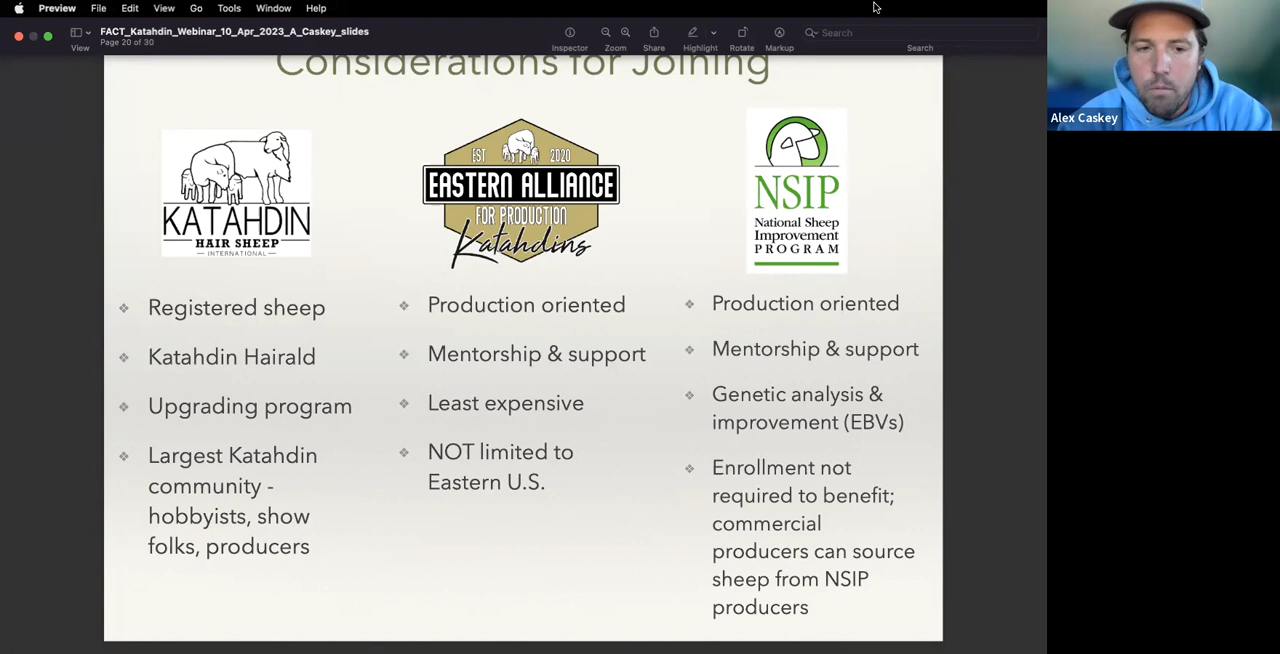 Preview File Edit View Go Tools Window Help
FACT_Katahdin_Webinar_10_Apr_2023_A_Caskey_slides
Page 20 of 30
Search
View Inspector Zoom Share Highlight Rotate Markup Search
Alex Caskey
Considerations for Joining
KATAHDIN
HAIR SHEEP
INTERNATIONAL
EST 2020
EASTERN ALLIANCE
FOR PRODUCTION
Katahdins
NSIP
National Sheep
Improvement
PROGRAM
Registered sheep
Katahdin Hairald
Upgrading program
Largest Katahdin
community -
hobbyists, show
folks, producers
Production oriented
Mentorship & support
Least expensive
NOT limited to
Eastern U.S.
Production oriented
Mentorship & support
Genetic analysis &
improvement (EBVs)
Enrollment not
required to benefit;
commercial
producers can source
sheep from NSIP
producers